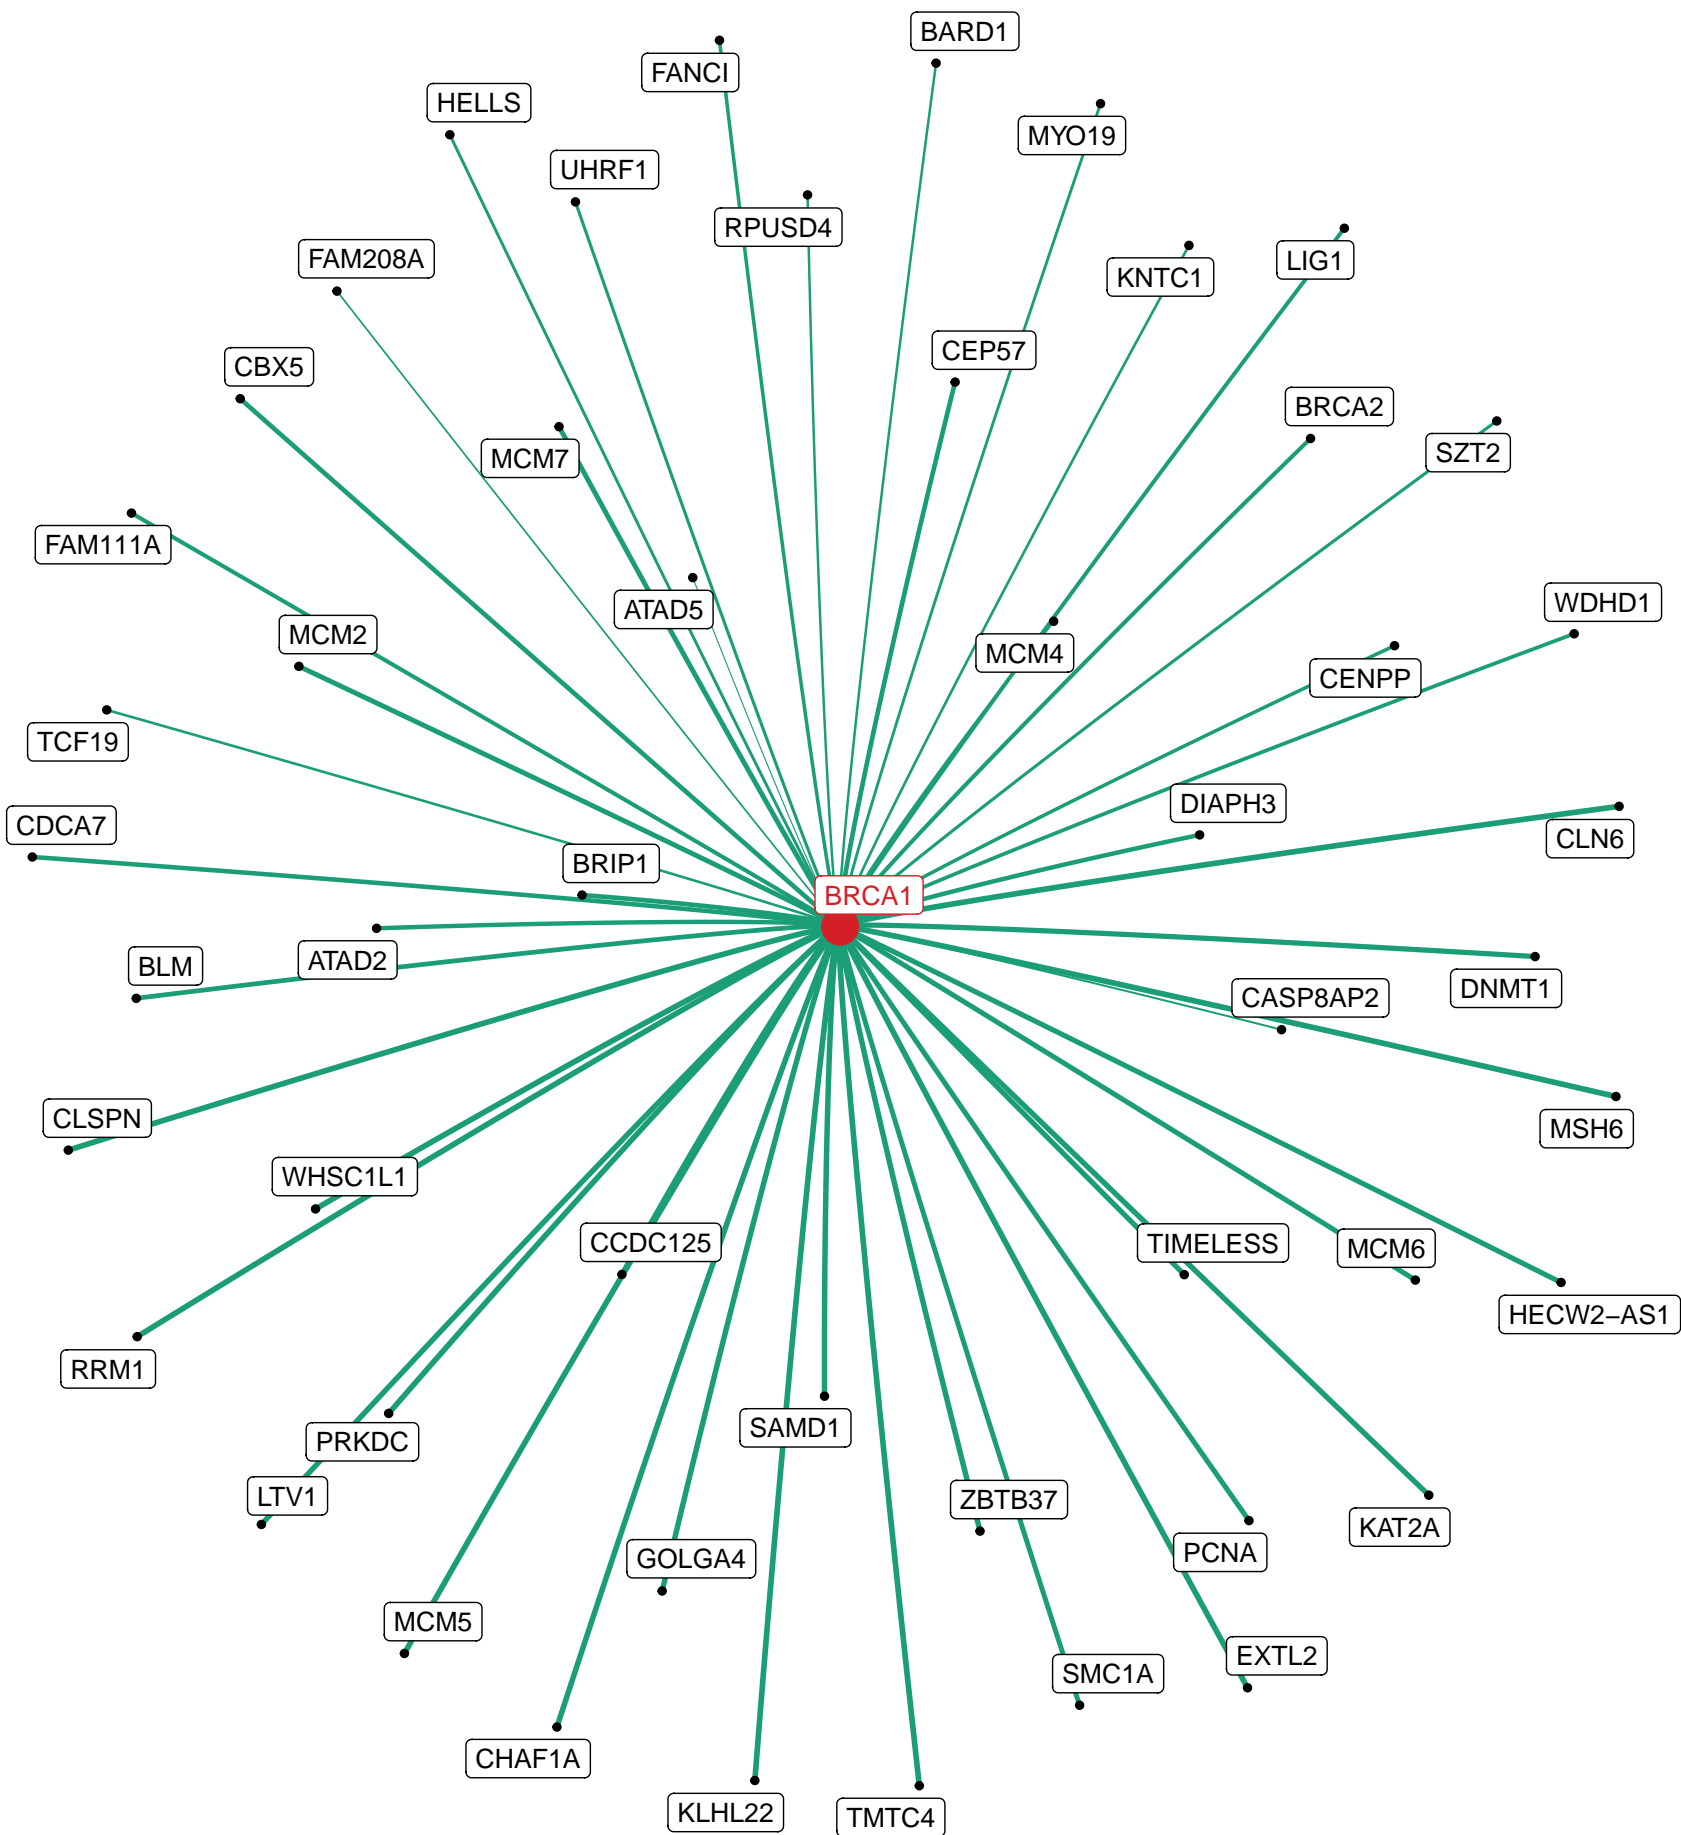 BARD1
FANCI
HELLS
MYO19
UHRF1
RPUSD4
FAM208A
LIG1
KNTC1
CEP57
CBX5
BRCA2
SZT2
MCM7
FAM111A
WDHD1
ATAD5
MCM2
MCM4
CENPP
TCF19
DIAPH3
CDCA7
CLN6
BRIP1
BRCA1
ATAD2
BLM
DNMT1
CASP8AP2
CLSPN
MSH6
WHSC1L1
CCDC125
TIMELESS
MCM6
HECW2–AS1
RRM1
SAMD1
PRKDC
LTV1
ZBTB37
KAT2A
PCNA
GOLGA4
MCM5
EXTL2
SMC1A
CHAF1A
KLHL22
TMTC4